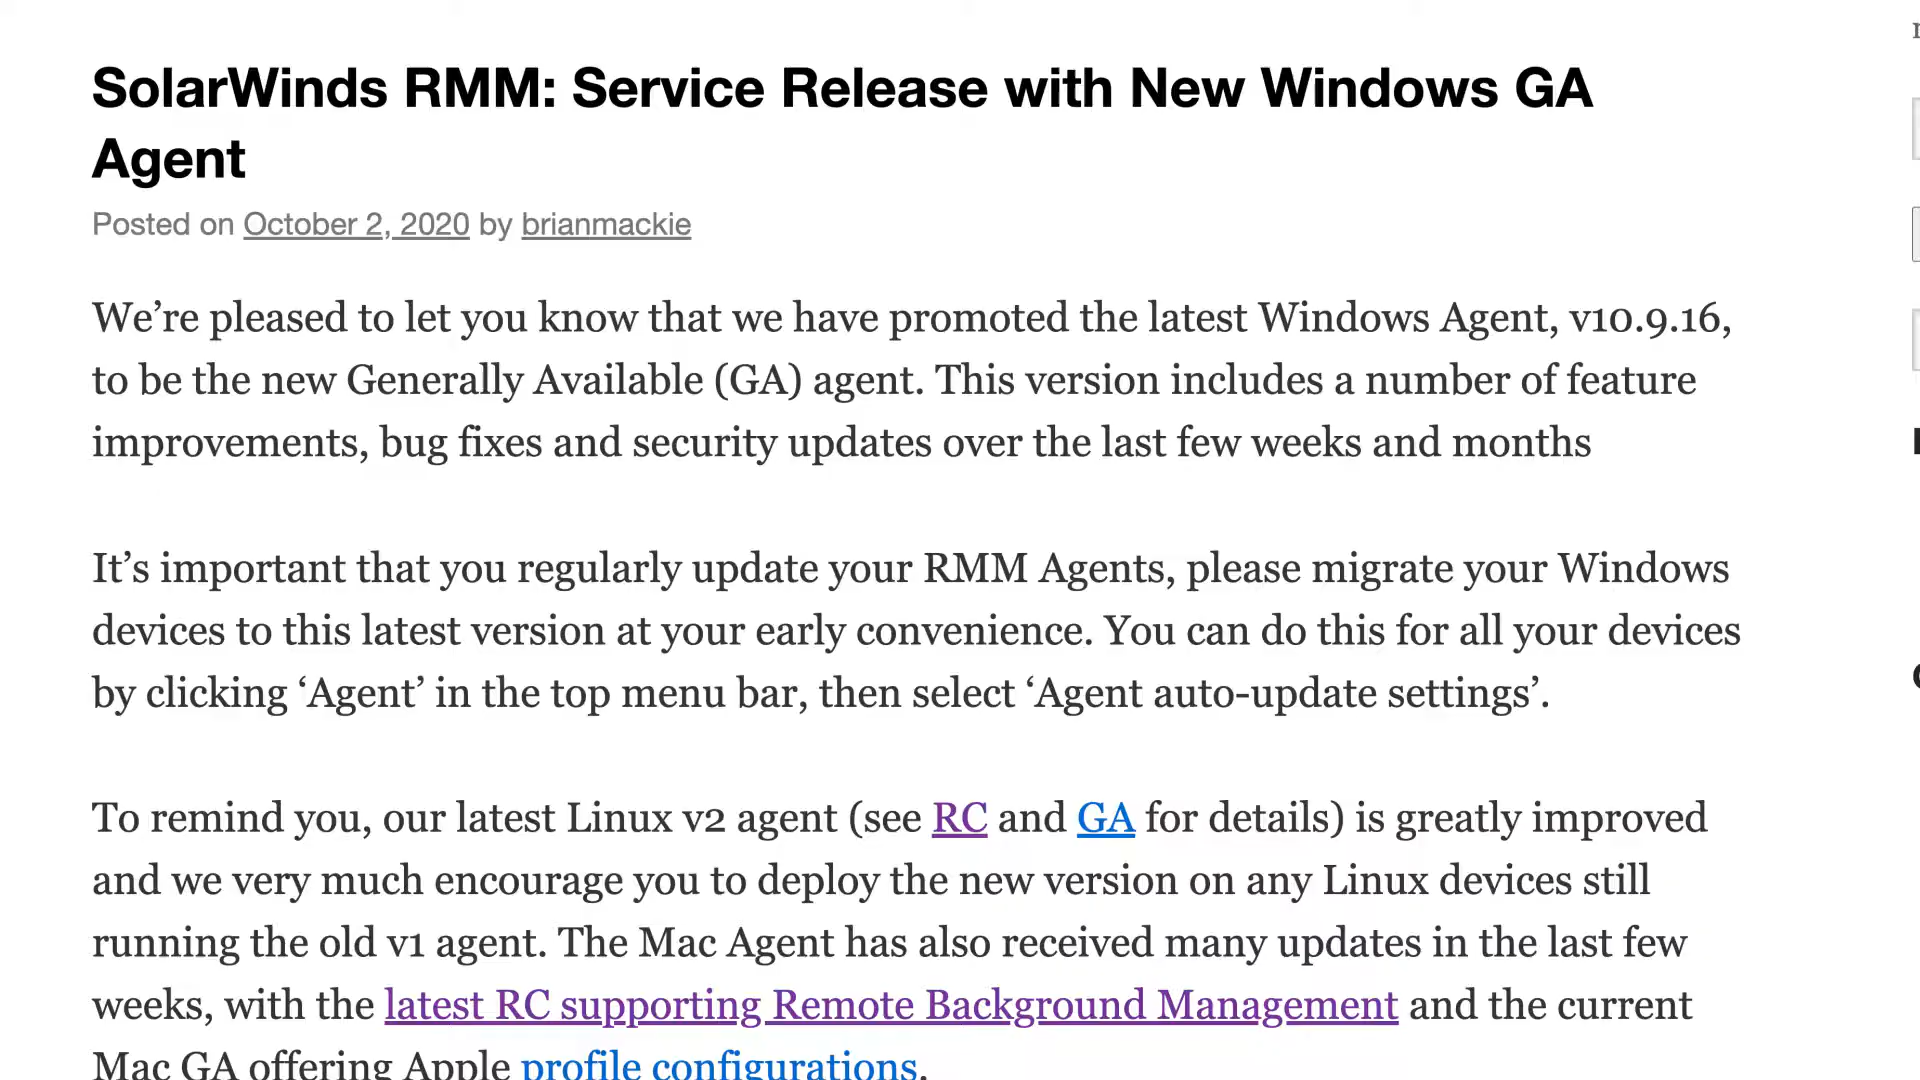 SolarWinds RMM: Service Release with New Windows GA
Agent
Posted on October 2, 2020 by brianmackie
We’re pleased to let you know that we have promoted the latest Windows Agent, v10.9.16,
to be the new Generally Available (GA) agent. This version includes a number of feature
improvements, bug fixes and security updates over the last few weeks and months
It’s important that you regularly update your RMM Agents, please migrate your Windows
devices to this latest version at your early convenience. You can do this for all your devices
by clicking ‘Agent’ in the top menu bar, then select ‘Agent auto-update settings’.
To remind you, our latest Linux v2 agent (see RC and GA for details) is greatly improved
and we very much encourage you to deploy the new version on any Linux devices still
running the old v1 agent. The Mac Agent has also received many updates in the last few
weeks, with the latest RC supporting Remote Background Management and the current
Mac GA offering Apple profile configurations.